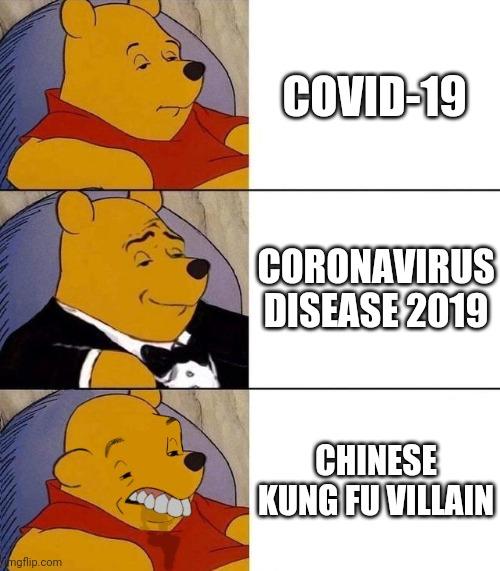 COVID-19
CORONAVIRUS
DISEASE 2019
CHINESE
KUNG FU VILLAIN
imgflip.com